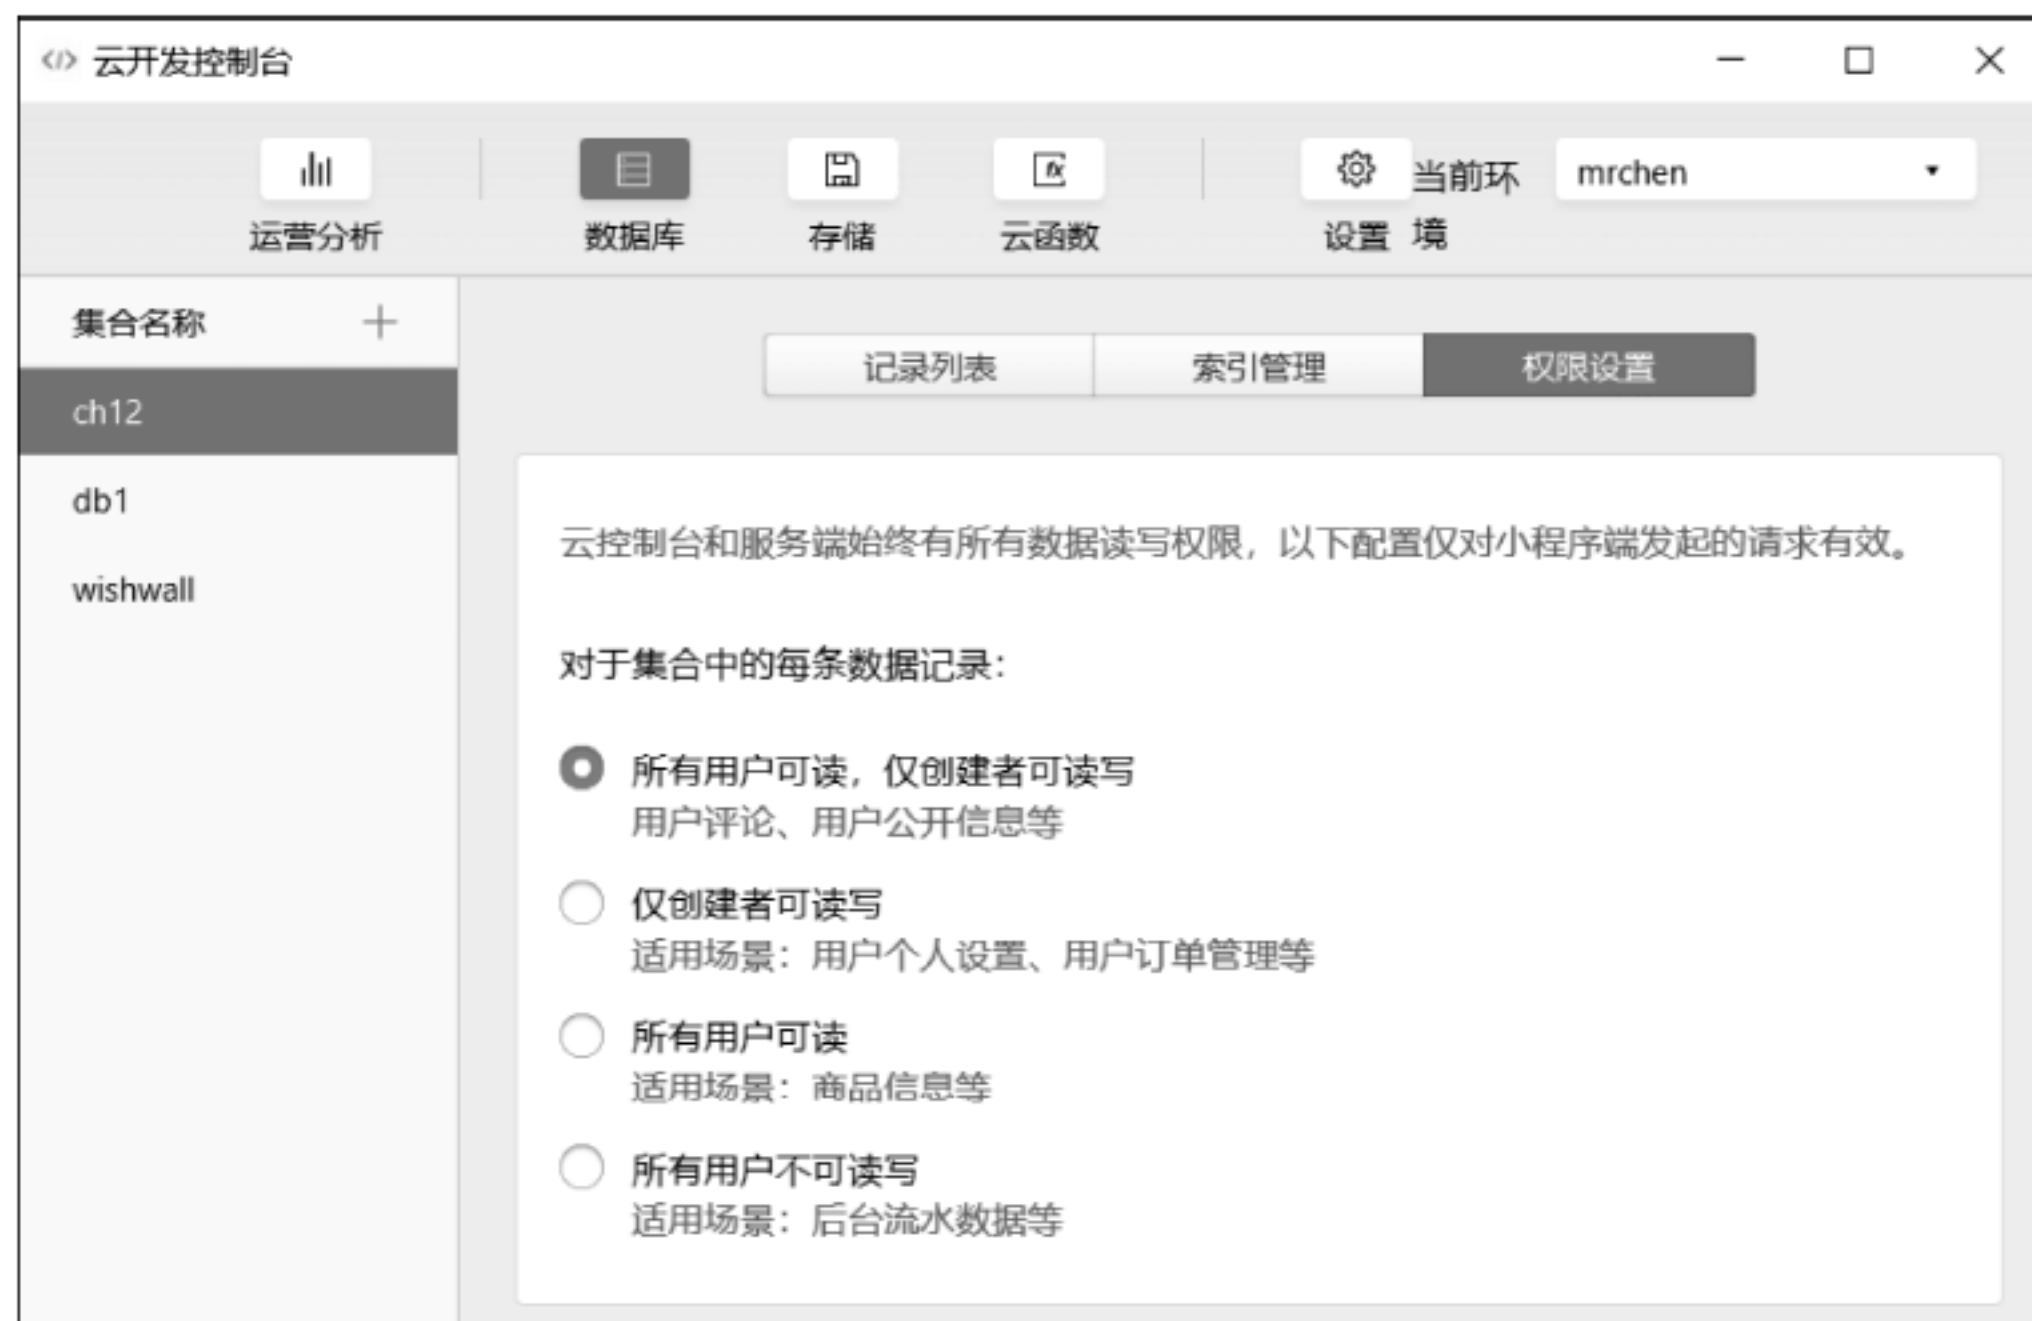 云开发控制台
运营分析
数据库
存储
云函数
设置
当前环境
mrchen
集合名称
ch12
db1
wishwall
记录列表
索引管理
权限设置
云控制台和服务端始终有所有数据读写权限，以下配置仅对小程序端发起的请求有效。
对于集合中的每条数据记录：
所有用户可读，仅创建者可读写
用户评论、用户公开信息等
仅创建者可读写
适用场景：用户个人设置、用户订单管理等
所有用户可读
适用场景：商品信息等
所有用户不可读写
适用场景：后台流水数据等